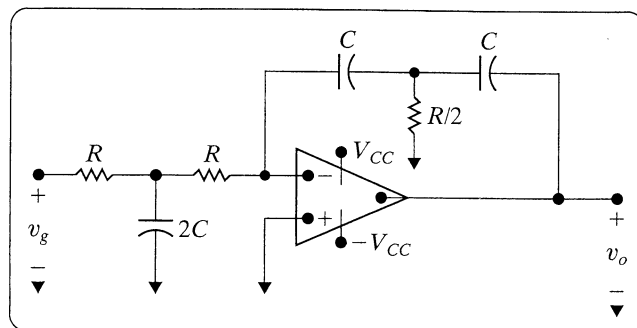 C C
R/2
R R V_CC
−
+ + +
v_g 2C −V_CC v_o
− −